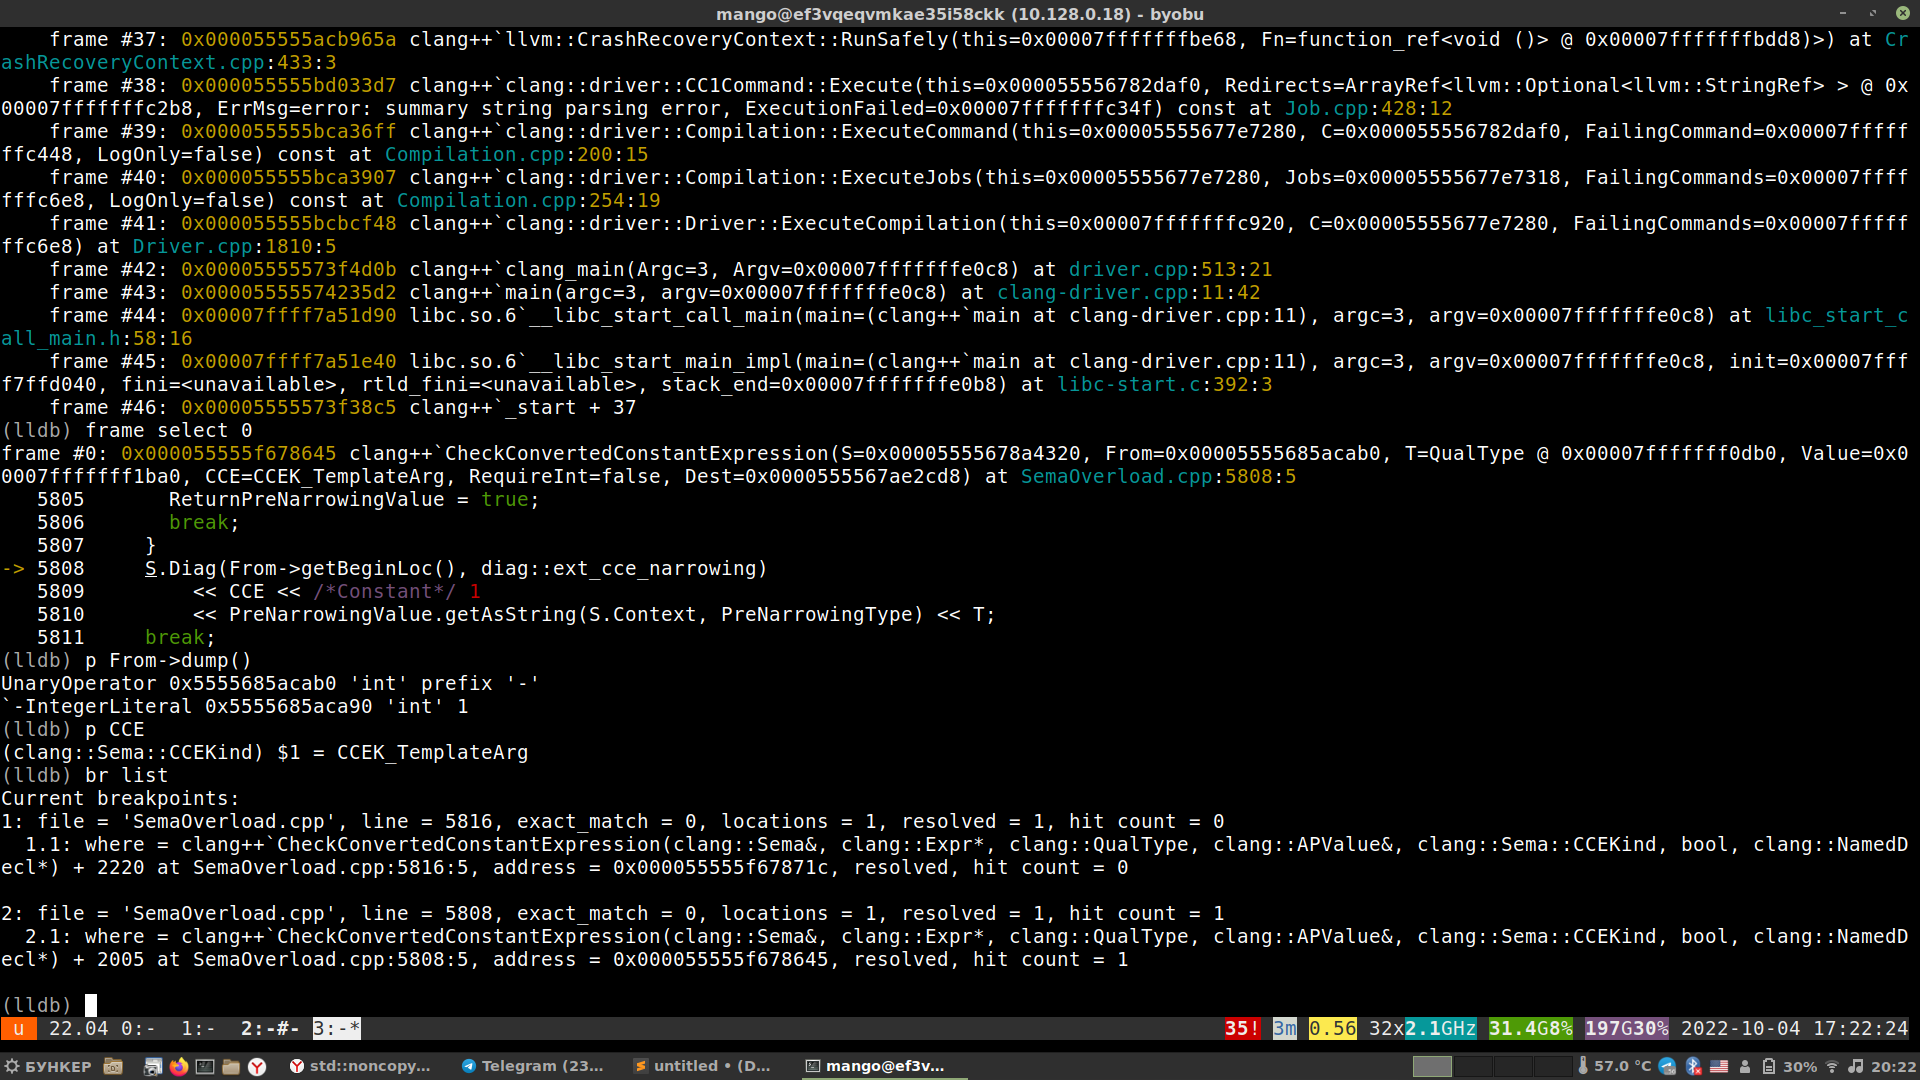 mango@ef3vqeqvmkae35i58ckk (10.128.0.18) - byobu
    frame #37: 0x000055555acb965a clang++`llvm::CrashRecoveryContext::RunSafely(this=0x00007fffffffbe68, Fn=function_ref<void ()> @ 0x00007fffffffbdd8)>) at Cr
ashRecoveryContext.cpp:433:3
    frame #38: 0x000055555bd033d7 clang++`clang::driver::CC1Command::Execute(this=0x000055556782daf0, Redirects=ArrayRef<llvm::Optional<llvm::StringRef> > @ 0x
00007fffffffc2b8, ErrMsg=error: summary string parsing error, ExecutionFailed=0x00007fffffffc34f) const at Job.cpp:428:12
    frame #39: 0x000055555bca36ff clang++`clang::driver::Compilation::ExecuteCommand(this=0x00005555677e7280, C=0x000055556782daf0, FailingCommand=0x00007fffff
ffc448, LogOnly=false) const at Compilation.cpp:200:15
    frame #40: 0x000055555bca3907 clang++`clang::driver::Compilation::ExecuteJobs(this=0x00005555677e7280, Jobs=0x00005555677e7318, FailingCommands=0x00007ffff
fffc6e8, LogOnly=false) const at Compilation.cpp:254:19
    frame #41: 0x000055555bcbcf48 clang++`clang::driver::Driver::ExecuteCompilation(this=0x00007fffffffc920, C=0x00005555677e7280, FailingCommands=0x00007fffff
ffc6e8) at Driver.cpp:1810:5
    frame #42: 0x00005555573f4d0b clang++`clang_main(Argc=3, Argv=0x00007fffffffe0c8) at driver.cpp:513:21
    frame #43: 0x00005555574235d2 clang++`main(argc=3, argv=0x00007fffffffe0c8) at clang-driver.cpp:11:42
    frame #44: 0x00007ffff7a51d90 libc.so.6`__libc_start_call_main(main=(clang++`main at clang-driver.cpp:11), argc=3, argv=0x00007fffffffe0c8) at libc_start_c
all_main.h:58:16
    frame #45: 0x00007ffff7a51e40 libc.so.6`__libc_start_main_impl(main=(clang++`main at clang-driver.cpp:11), argc=3, argv=0x00007fffffffe0c8, init=0x00007fff
f7ffd040, fini=<unavailable>, rtld_fini=<unavailable>, stack_end=0x00007fffffffe0b8) at libc-start.c:392:3
    frame #46: 0x00005555573f38c5 clang++`_start + 37
(lldb) frame select 0
frame #0: 0x000055555f678645 clang++`CheckConvertedConstantExpression(S=0x00005555678a4320, From=0x00005555685acab0, T=QualType @ 0x00007fffffff0db0, Value=0x0
0007fffffff1ba0, CCE=CCEK_TemplateArg, RequireInt=false, Dest=0x0000555567ae2cd8) at SemaOverload.cpp:5808:5
   5805       ReturnPreNarrowingValue = true;
   5806       break;
   5807     }
-> 5808     S.Diag(From->getBeginLoc(), diag::ext_cce_narrowing)
   5809         << CCE << /*Constant*/ 1
   5810         << PreNarrowingValue.getAsString(S.Context, PreNarrowingType) << T;
   5811     break;
(lldb) p From->dump()
UnaryOperator 0x5555685acab0 'int' prefix '-'
`-IntegerLiteral 0x5555685aca90 'int' 1
(lldb) p CCE
(clang::Sema::CCEKind) $1 = CCEK_TemplateArg
(lldb) br list
Current breakpoints:
1: file = 'SemaOverload.cpp', line = 5816, exact_match = 0, locations = 1, resolved = 1, hit count = 0
  1.1: where = clang++`CheckConvertedConstantExpression(clang::Sema&, clang::Expr*, clang::QualType, clang::APValue&, clang::Sema::CCEKind, bool, clang::NamedD
ecl*) + 2220 at SemaOverload.cpp:5816:5, address = 0x000055555f67871c, resolved, hit count = 0

2: file = 'SemaOverload.cpp', line = 5808, exact_match = 0, locations = 1, resolved = 1, hit count = 1
  2.1: where = clang++`CheckConvertedConstantExpression(clang::Sema&, clang::Expr*, clang::QualType, clang::APValue&, clang::Sema::CCEKind, bool, clang::NamedD
ecl*) + 2005 at SemaOverload.cpp:5808:5, address = 0x000055555f678645, resolved, hit count = 1

(lldb)
u 22.04 0:-  1:-  2:-#- 3:-* 35! 3m 0.56 32x2.1GHz 31.4G8% 197G30% 2022-10-04 17:22:24
БУНКЕР std::noncopy... Telegram (23... untitled • (D... mango@ef3v... 57.0 °C 30% 20:22